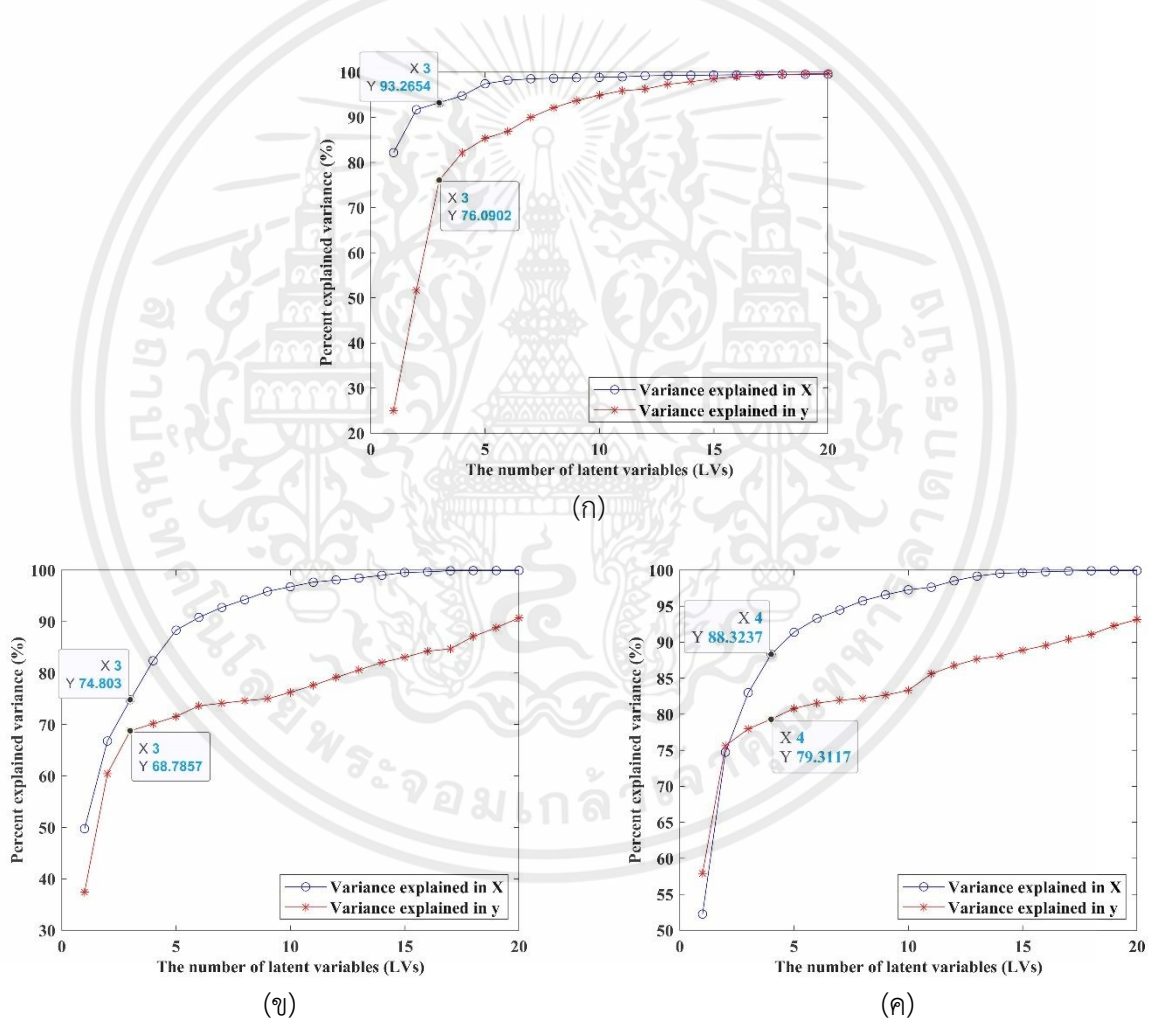 X 3
Y 93.2654
100
90
80
70
60
50
40
30
20
Percent explained variance (%)
X 3
Y 76.0902
Variance explained in X
Variance explained in y
0 5 10 15 20
The number of latent variables (LVs)
(ก)
100
90
80
70
60
50
40
30
Percent explained variance (%)
X 3
Y 74.803
X 3
Y 68.7857
Variance explained in X
Variance explained in y
0 5 10 15 20
The number of latent variables (LVs)
(ข)
100
95
90
85
80
75
70
65
60
55
50
Percent explained variance (%)
X 4
Y 88.3237
X 4
Y 79.3117
Variance explained in X
Variance explained in y
0 5 10 15 20
The number of latent variables (LVs)
(ค)